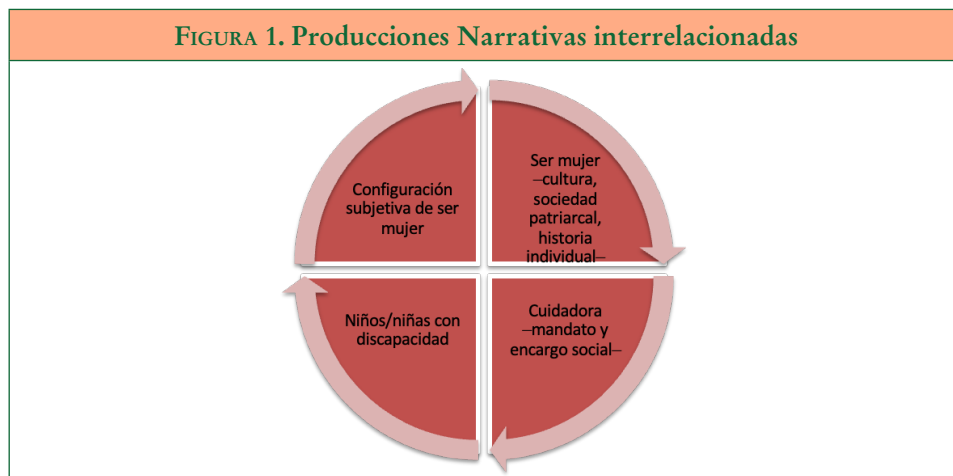 FIGURA 1. Producciones Narrativas interrelacionadas
Configuración
subjetiva de ser
mujer
Ser mujer
—cultura,
sociedad
patriarcal,
historia
individual—
Niños/niñas con
discapacidad
Cuidadora
—mandato y
encargo social—